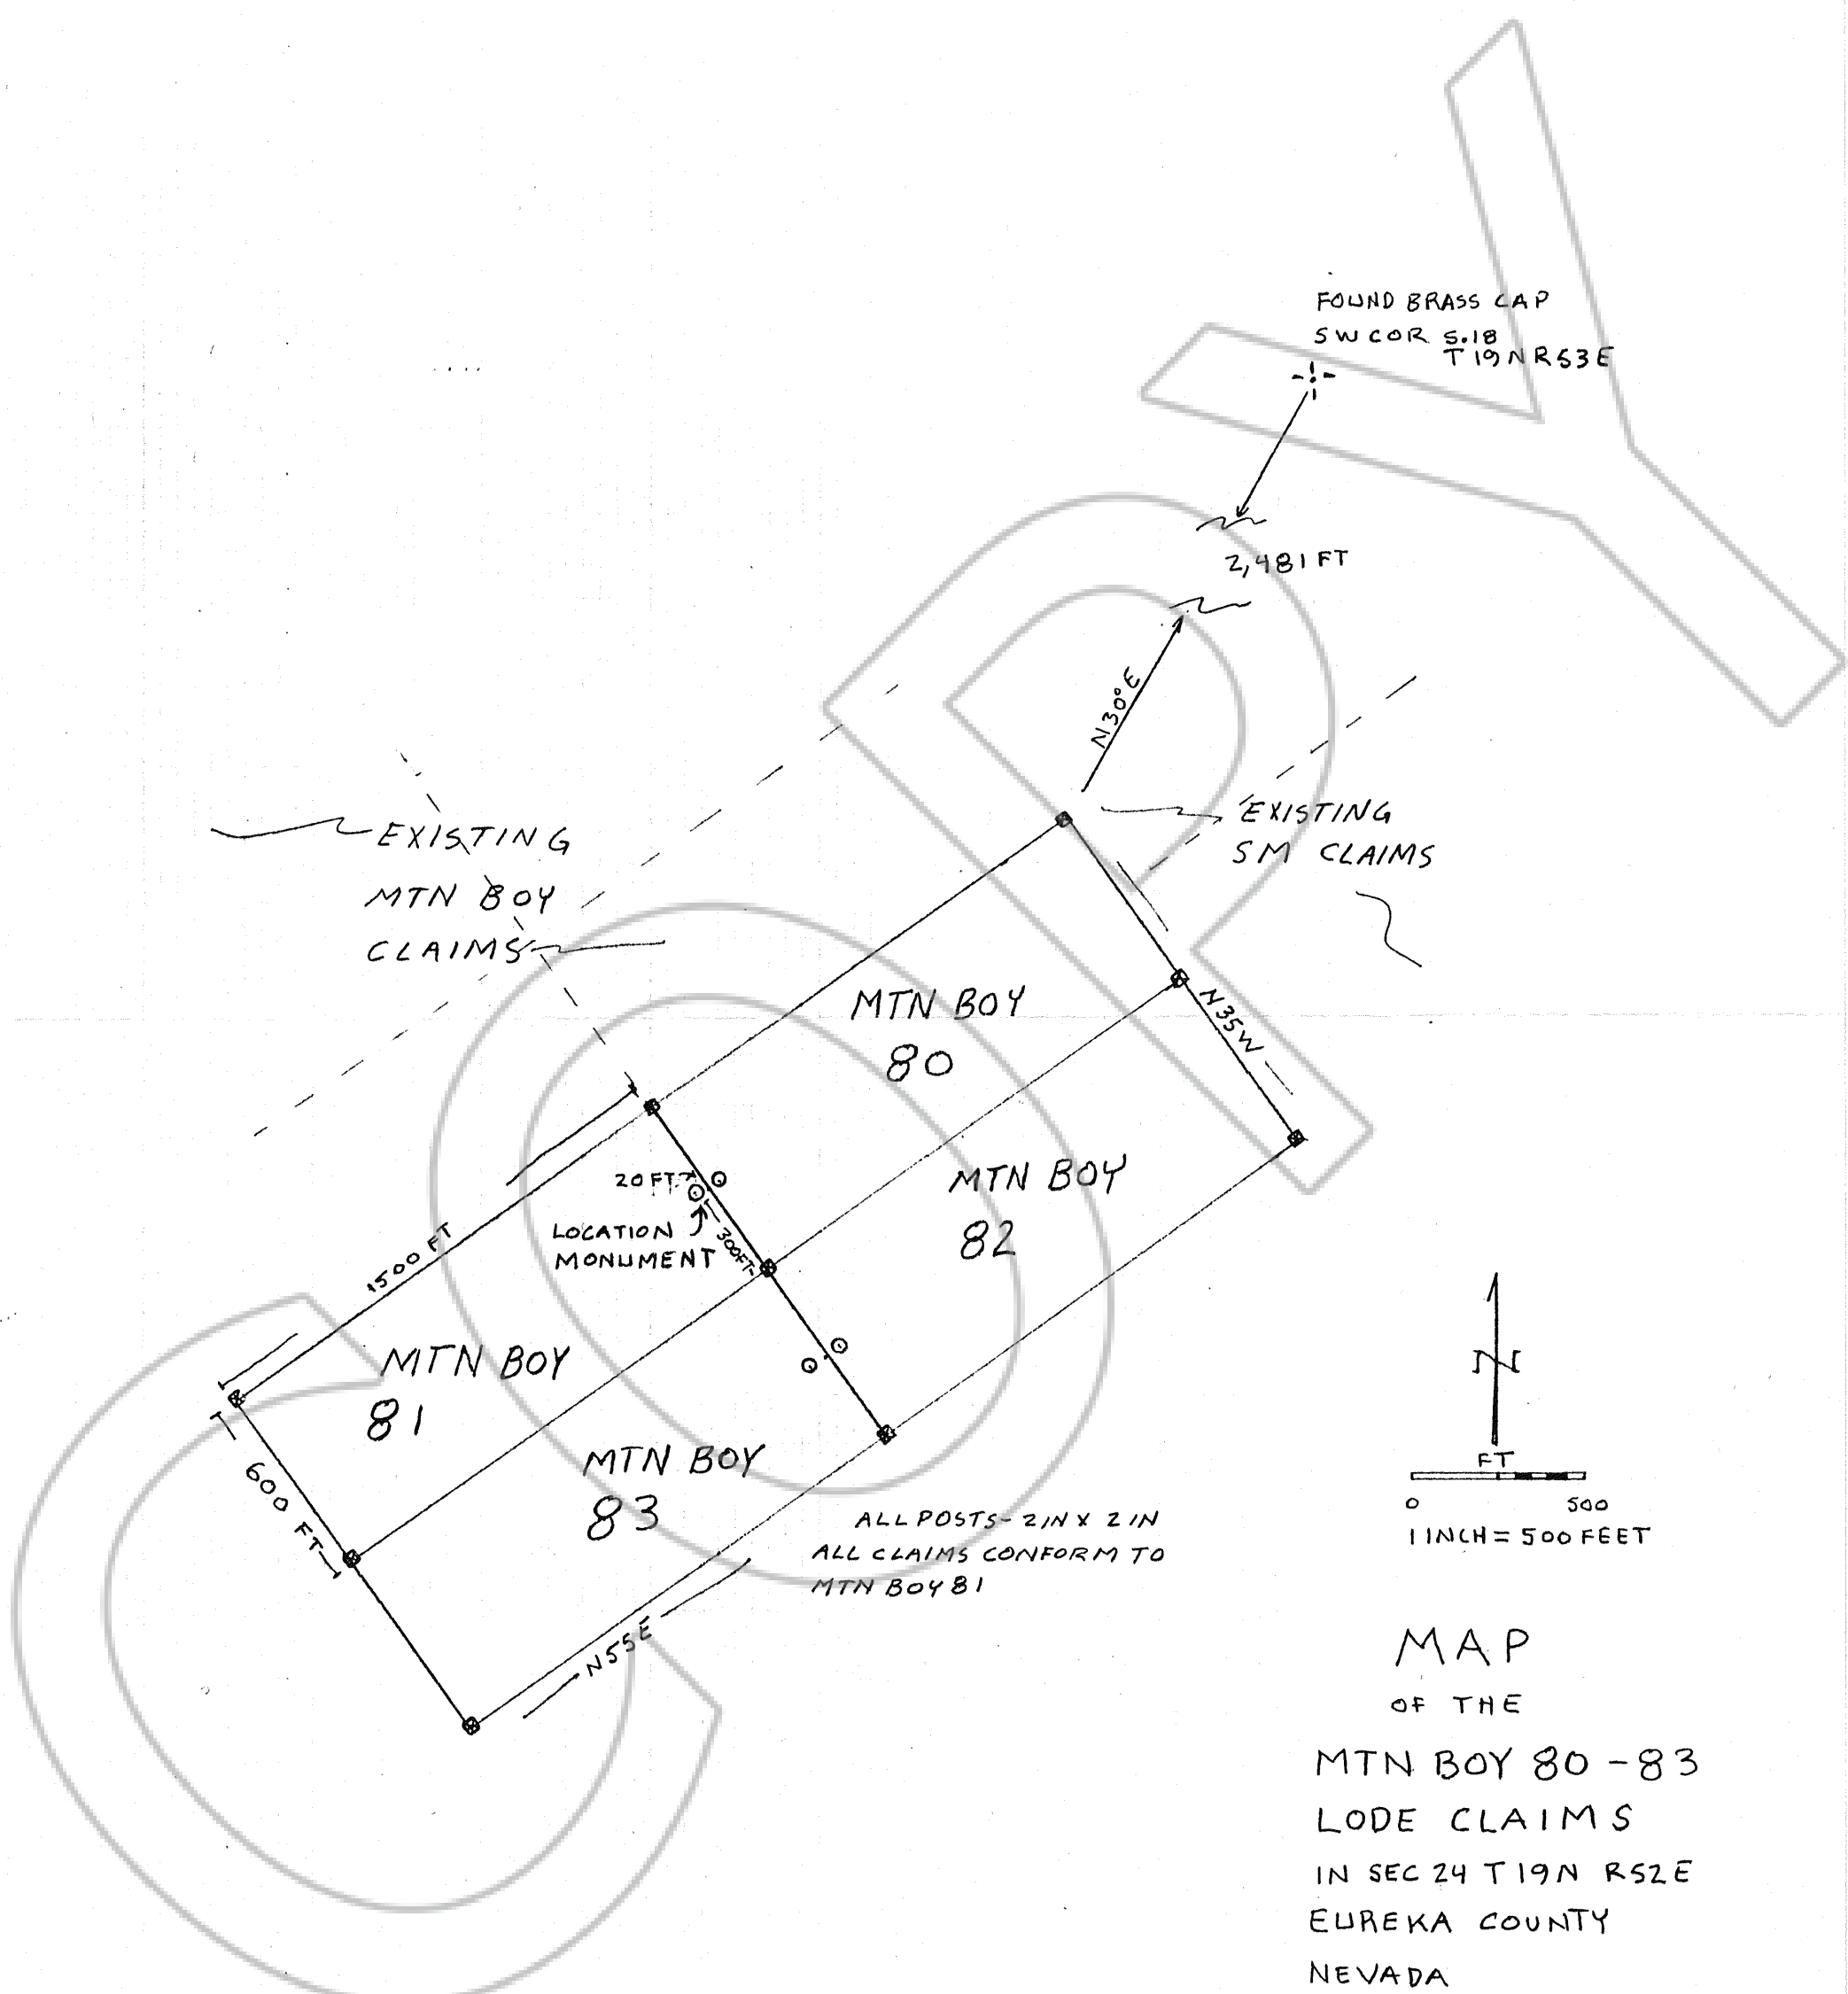 FOUND BRASS CAP
SW COR S.18
T19N R53E
2,481 FT
N30°E
EXISTING
SM CLAIMS
EXISTING
MTN BOY
CLAIMS
MTN BOY
80
N35W
MTN BOY
82
20 FT
LOCATION
MONUMENT
300FT
1500 FT
MTN BOY
81
600 FT
MTN BOY
83
N55E
ALL POSTS - 2IN X 2IN
ALL CLAIMS CONFORM TO
MTN BOY 81
N
FT
0 500
1 INCH = 500 FEET
MAP
OF THE
MTN BOY 80-83
LODE CLAIMS
IN SEC 24 T19N R52E
EUREKA COUNTY
NEVADA
COPY